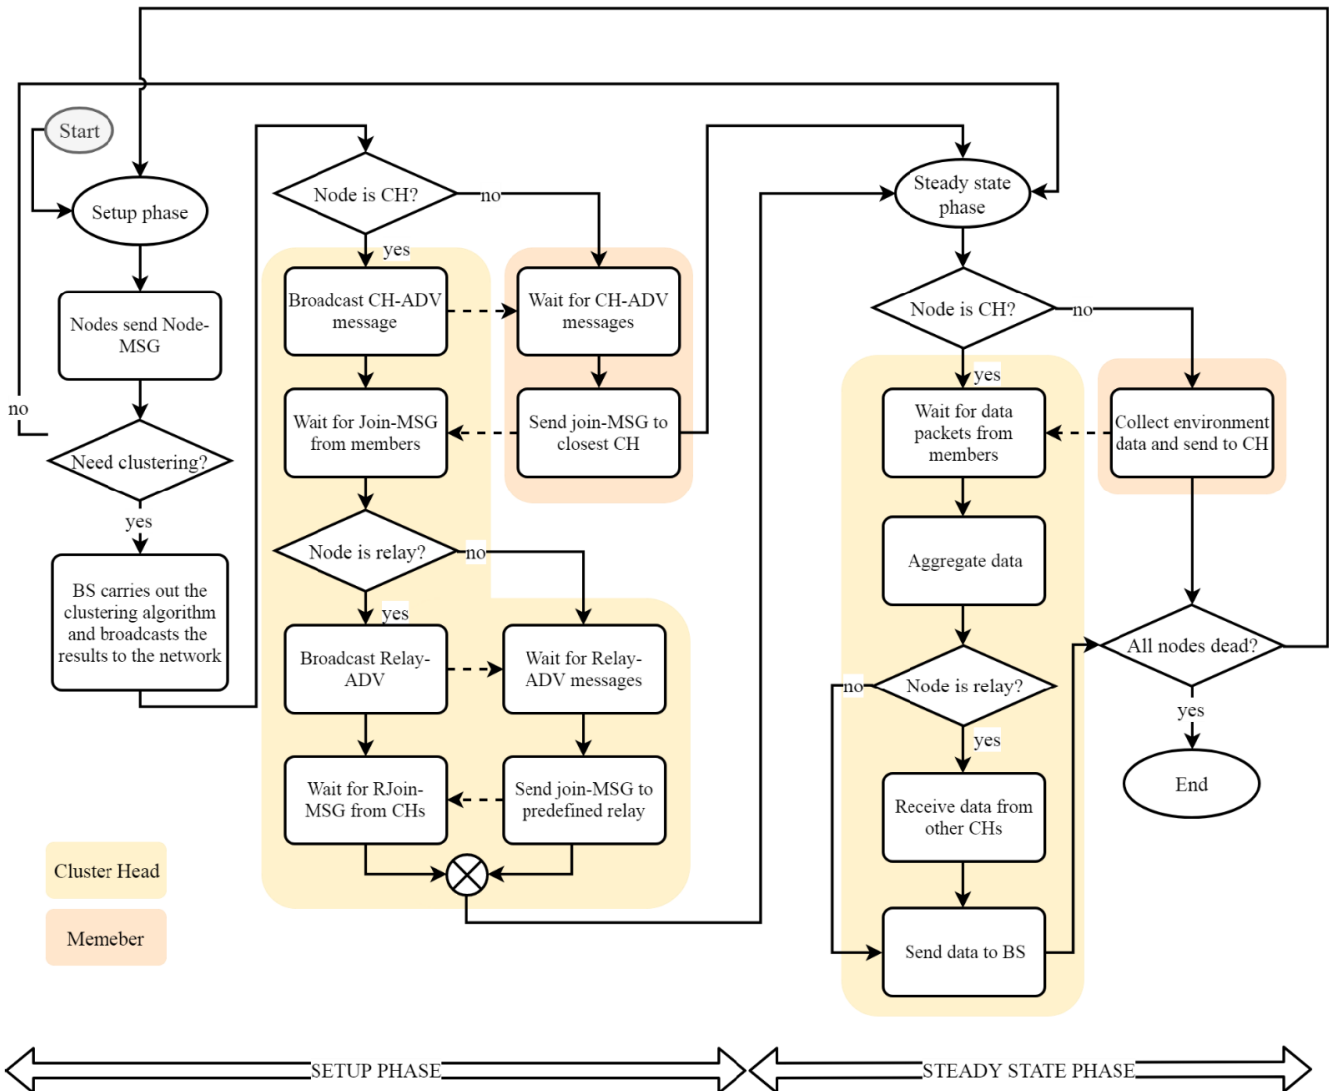 Start
Setup phase
Nodes send Node-
MSG
no
Need clustering?
yes
BS carries out the
clustering algorithm
and broadcasts the
results to the network
Node is CH?
no
yes
Broadcast CH-ADV
message
Wait for CH-ADV
messages
Wait for Join-MSG
from members
Send join-MSG to
closest CH
Node is relay?
no
yes
Broadcast Relay-
ADV
Wait for Relay-
ADV messages
Wait for RJoin-
MSG from CHs
Send join-MSG to
predefined relay
Steady state
phase
Node is CH?
no
yes
Wait for data
packets from
members
Collect environment
data and send to CH
Aggregate data
Node is relay?
no
yes
Receive data from
other CHs
Send data to BS
All nodes dead?
yes
End
Cluster Head
Memeber
SETUP PHASE
STEADY STATE PHASE